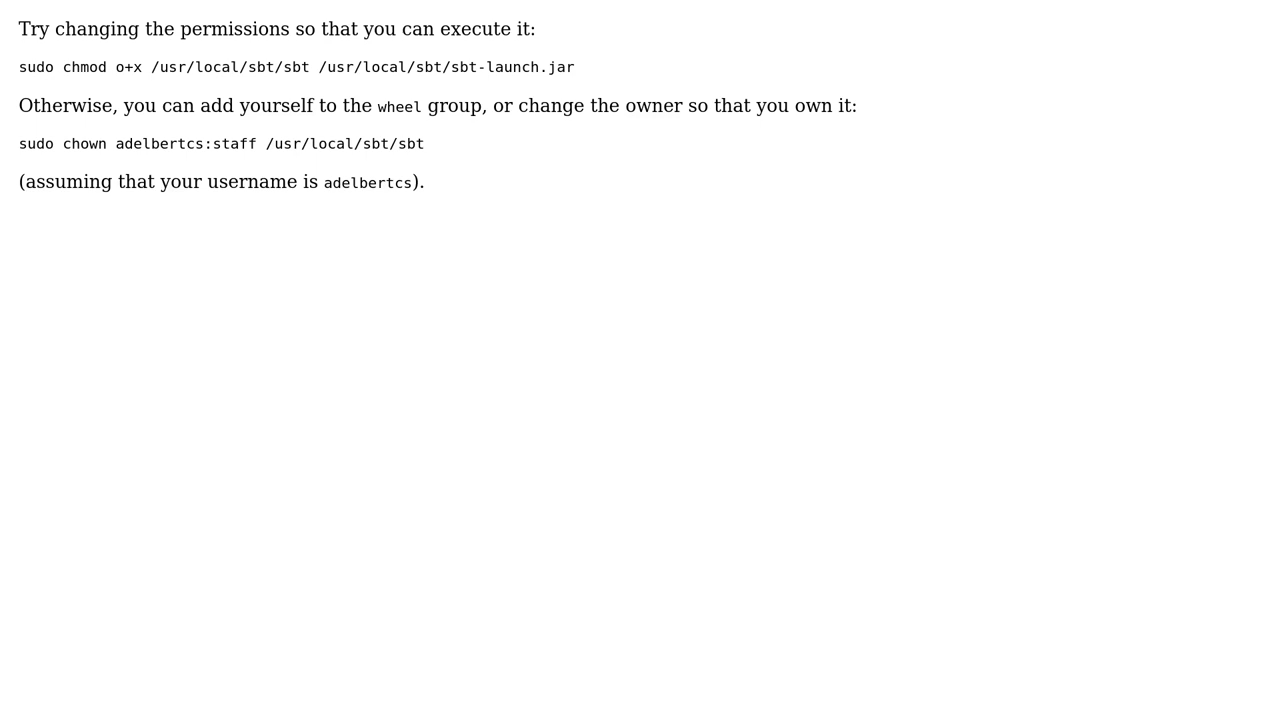 Try changing the permissions so that you can execute it:
sudo chmod o+x /usr/local/sbt/sbt /usr/local/sbt/sbt-launch.jar
Otherwise, you can add yourself to the wheel group, or change the owner so that you own it:
sudo chown adelbertcs:staff /usr/local/sbt/sbt
(assuming that your username is adelbertcs).